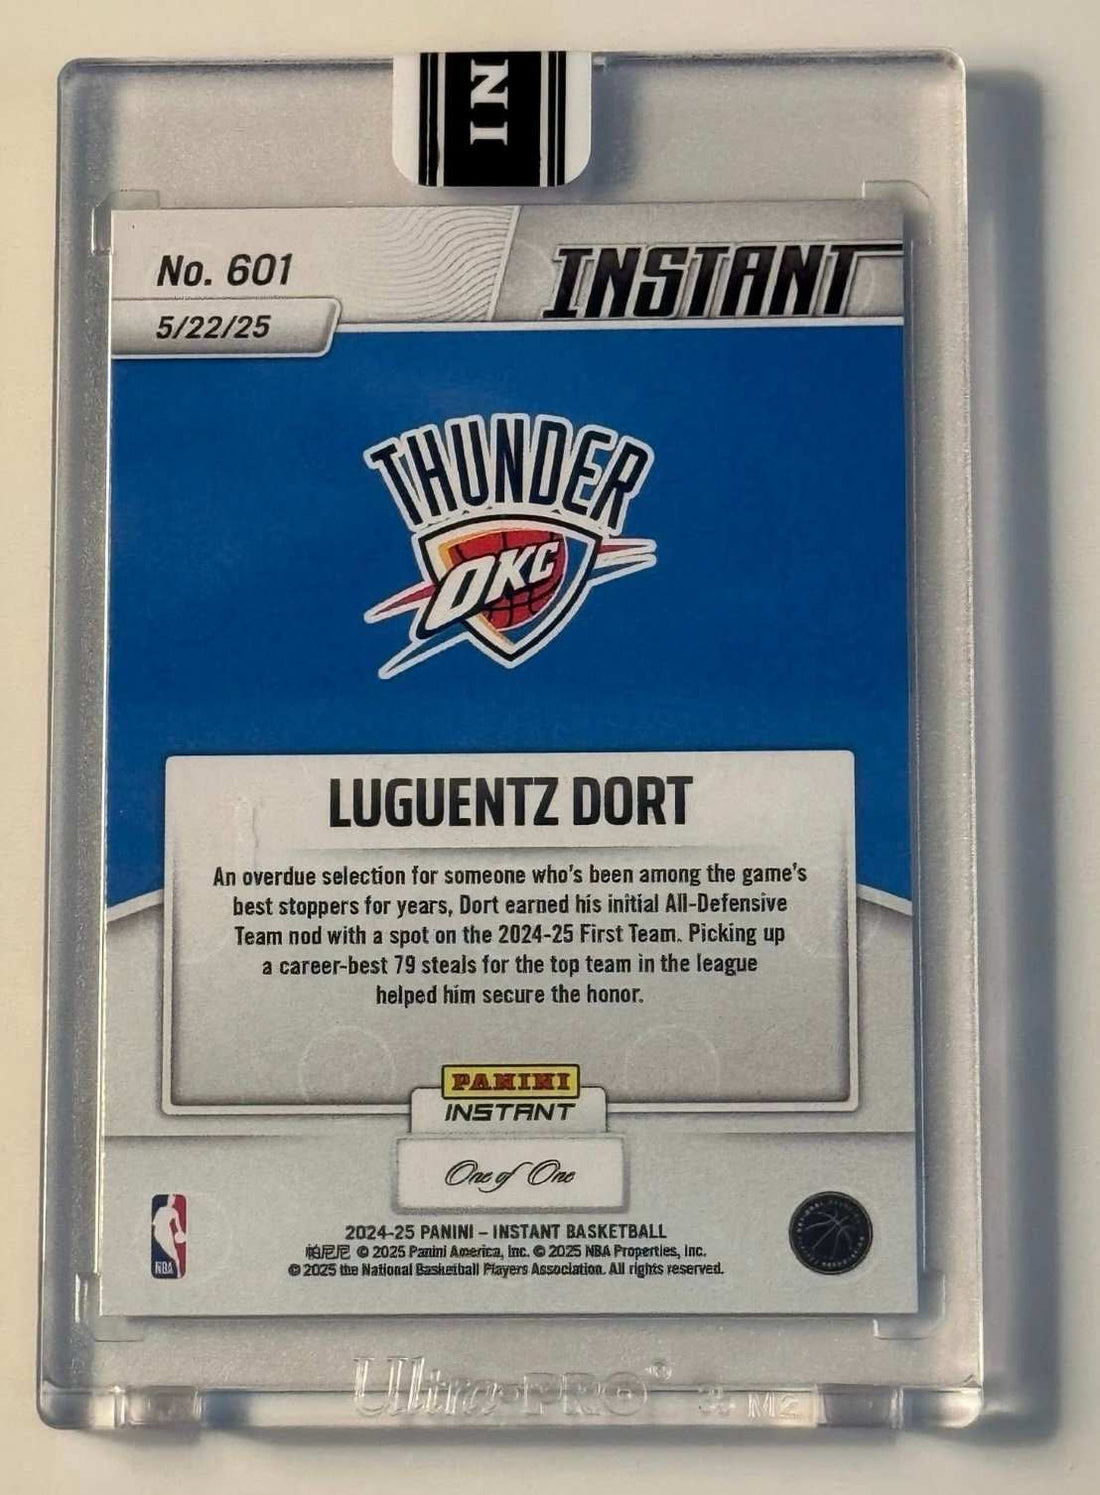 IN
No. 601
INSTANT
5/22/25
THUNDER
OKC
LUGUENTZ DORT
An overdue selection for someone who's been among the game's
best stoppers for years, Dort earned his initial All-Defensive
Team nod with a spot on the 2024-25 First Team. Picking up
a career-best 79 steals for the top team in the league
helped him secure the honor.
PANINI
INSTANT
One of One
2024-25 PANINI – INSTANT BASKETBALL
帕尼尼 © 2025 Panini America, Inc. © 2025 NBA Properties, Inc.
© 2025 the National Basketball Players Association. All rights reserved.
NBA
Ultra·PRO®